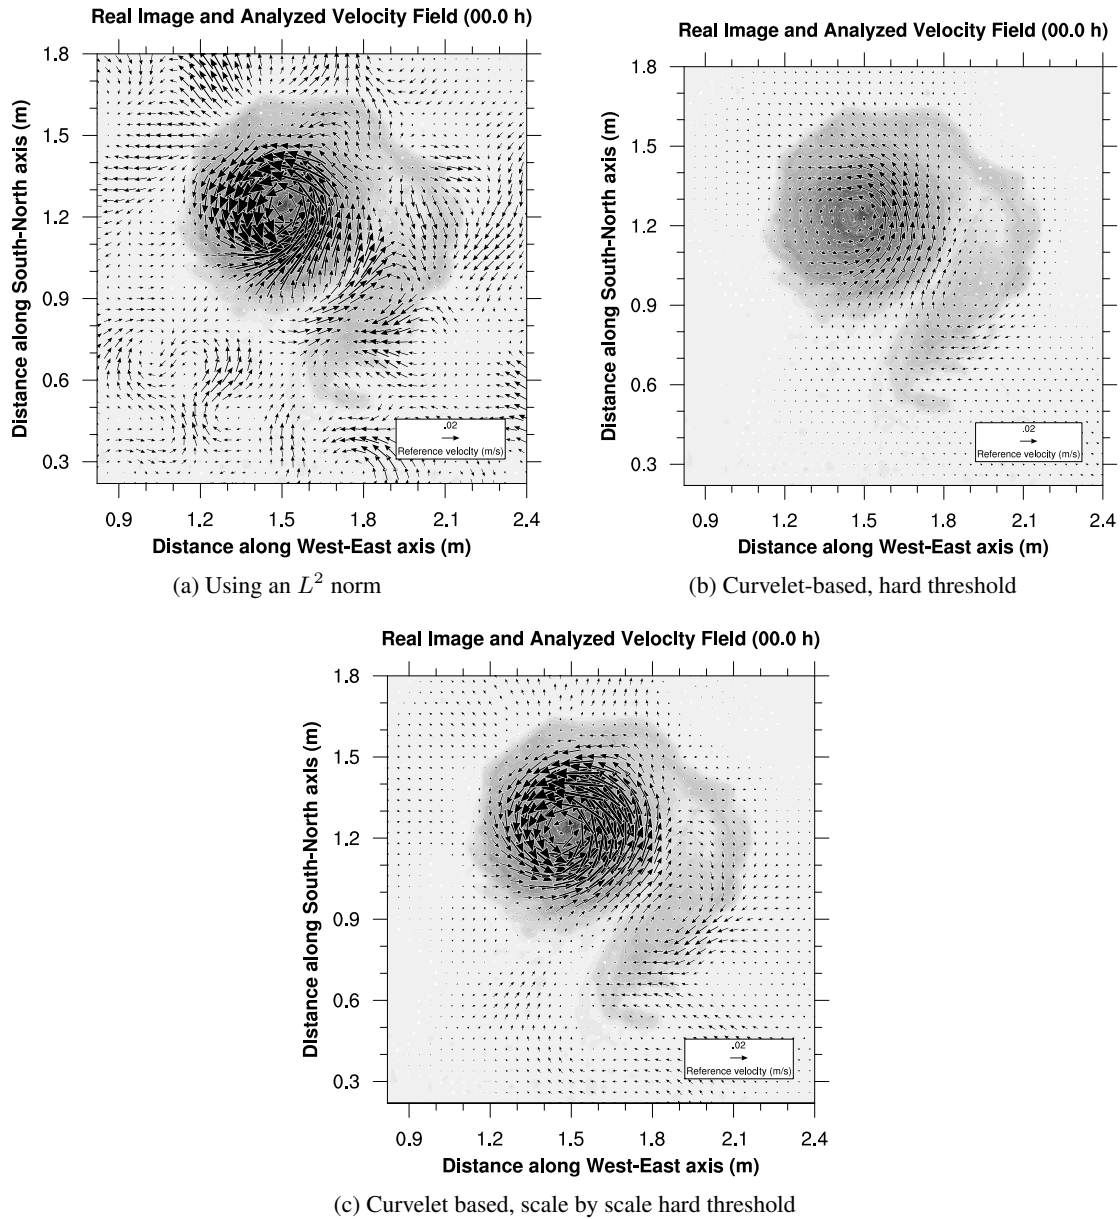 Real Image and Analyzed Velocity Field (00.0 h)
Distance along South-North axis (m)
1.8
1.5
1.2
0.9
0.6
0.3
.02
Reference velocity (m/s)
0.9 1.2 1.5 1.8 2.1 2.4
Distance along West-East axis (m)
(a) Using an L² norm
Real Image and Analyzed Velocity Field (00.0 h)
Distance along South-North axis (m)
1.8
1.5
1.2
0.9
0.6
0.3
.02
Reference velocity (m/s)
0.9 1.2 1.5 1.8 2.1 2.4
Distance along West-East axis (m)
(b) Curvelet-based, hard threshold
Real Image and Analyzed Velocity Field (00.0 h)
Distance along South-North axis (m)
1.8
1.5
1.2
0.9
0.6
0.3
.02
Reference velocity (m/s)
0.9 1.2 1.5 1.8 2.1 2.4
Distance along West-East axis (m)
(c) Curvelet based, scale by scale hard threshold